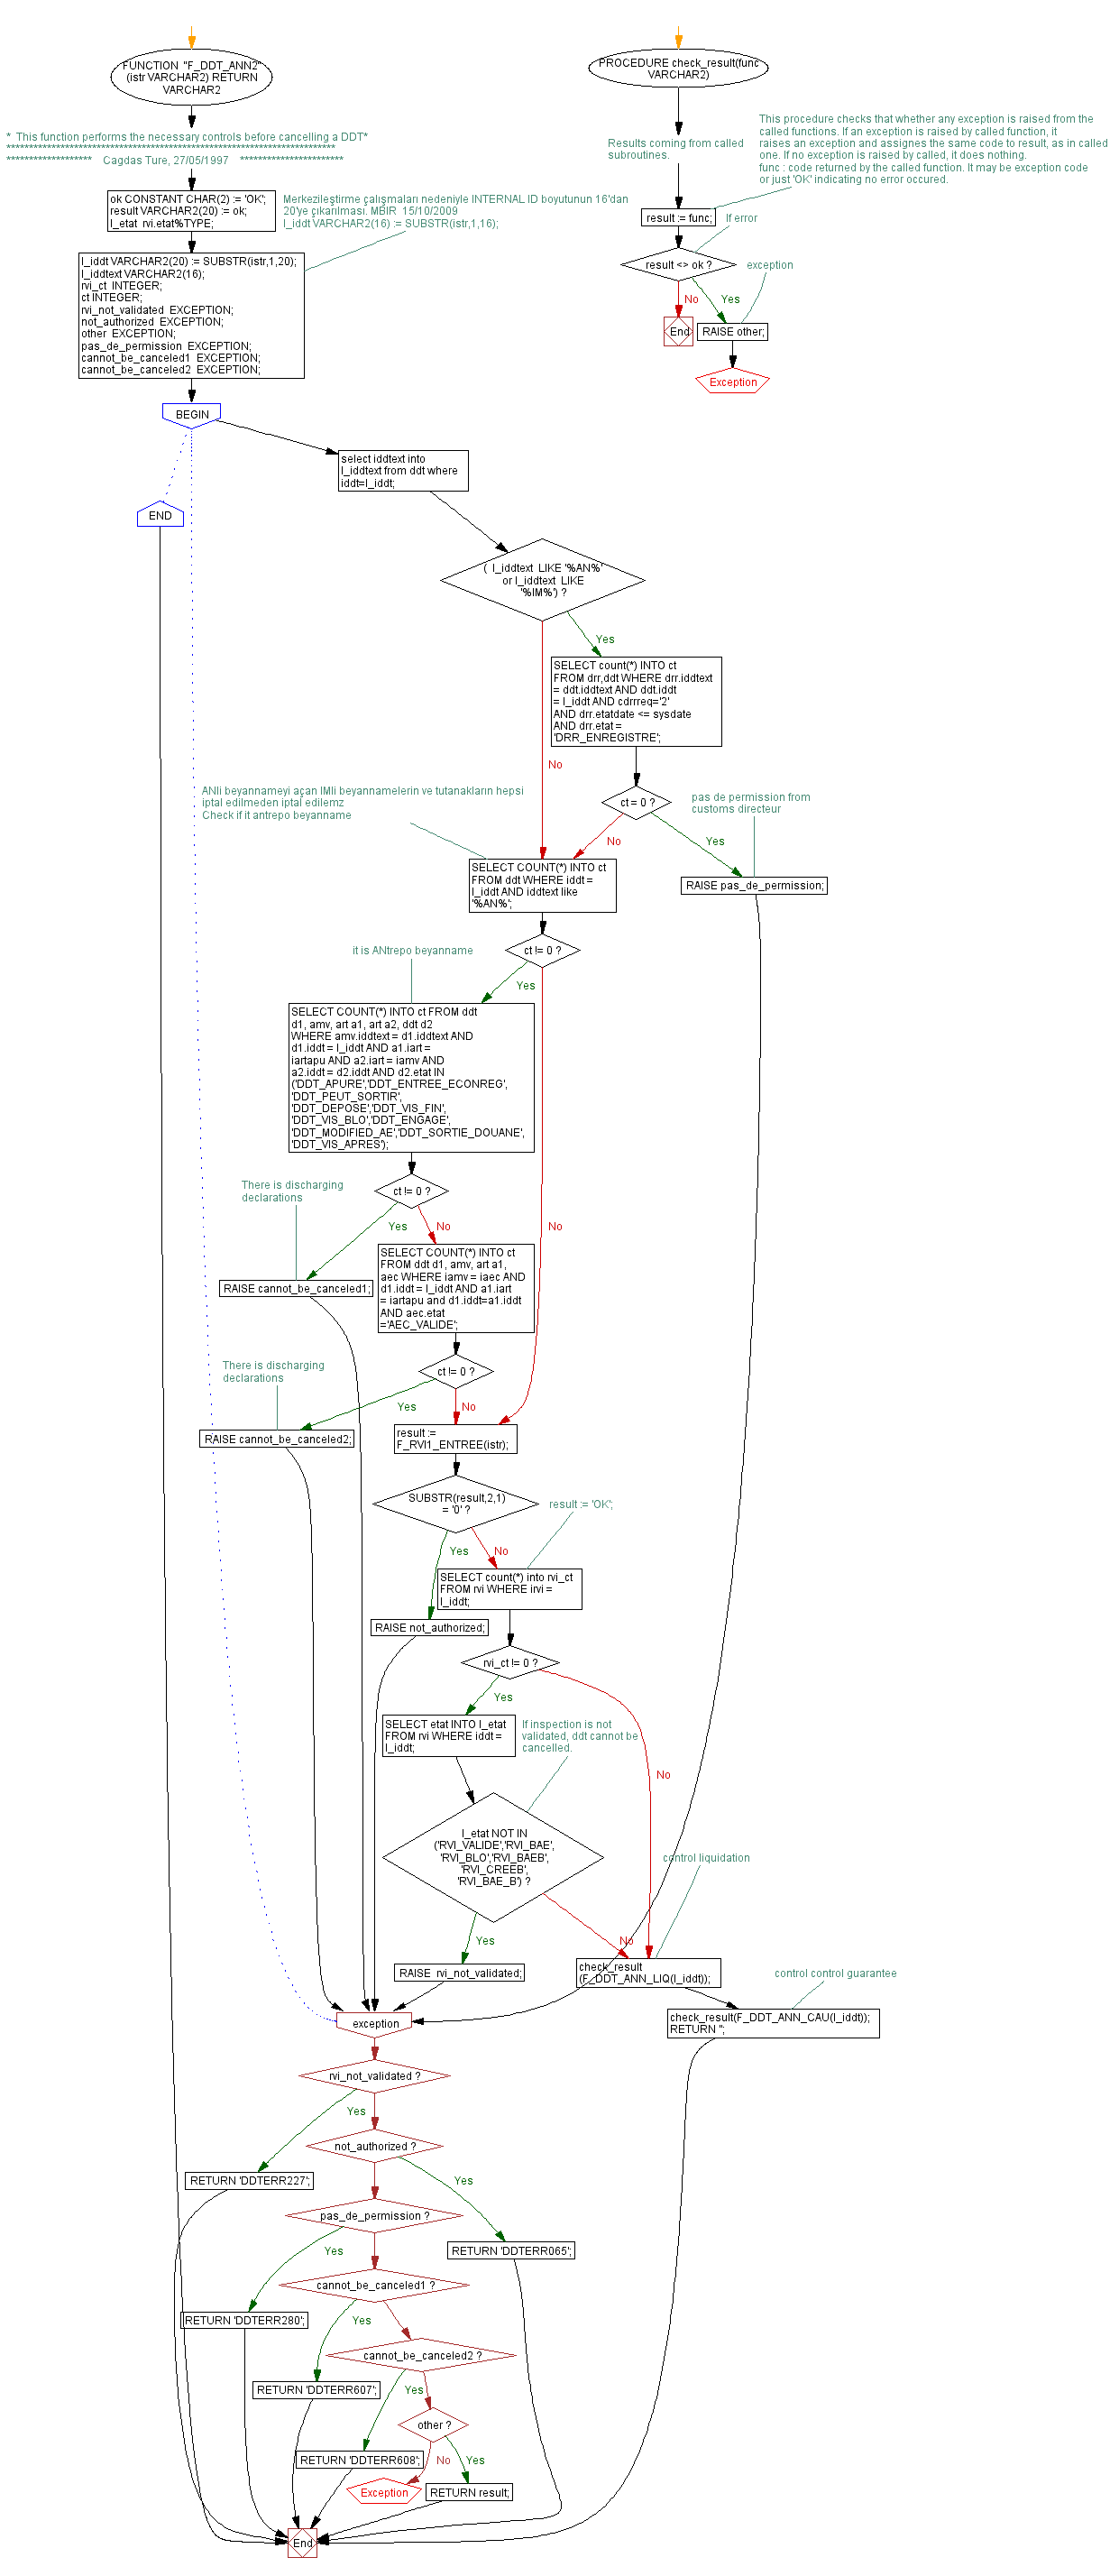 FUNCTION "F_DDT_ANN2"
(istr VARCHAR2) RETURN
VARCHAR2
* This function performs the necessary controls before cancelling a DDT*
*************************************************************************
******************* Cagdas Ture, 27/05/1997 ***********************
ok CONSTANT CHAR(2) := 'OK';
result VARCHAR2(20) := ok;
l_etat rvi.etat%TYPE;
Merkezileştirme çalışmaları nedeniyle INTERNAL ID boyutunun 16'dan
20'ye çıkarılması. MBIR 15/10/2009
l_iddt VARCHAR2(16) := SUBSTR(istr,1,16);
l_iddt VARCHAR2(20) := SUBSTR(istr,1,20);
l_iddtext VARCHAR2(16);
rvi_ct INTEGER;
ct INTEGER;
rvi_not_validated EXCEPTION;
not_authorized EXCEPTION;
other EXCEPTION;
pas_de_permission EXCEPTION;
cannot_be_canceled1 EXCEPTION;
cannot_be_canceled2 EXCEPTION;
PROCEDURE check_result(func
VARCHAR2)
Results coming from called
subroutines.
This procedure checks that whether any exception is raised from the
called functions. If an exception is raised by called function, it
raises an exception and assignes the same code to result, as in called
one. If no exception is raised by called, it does nothing.
func : code returned by the called function. It may be exception code
or just 'OK' indicating no error occured.
result := func;
If error
result <> ok ?
exception
No
Yes
End
RAISE other;
Exception
BEGIN
END
select iddtext into
l_iddtext from ddt where
iddt=l_iddt;
( l_iddtext LIKE '%AN%'
or l_iddtext LIKE
'%IM%') ?
Yes
SELECT count(*) INTO ct
FROM drr,ddt WHERE drr.iddtext
= ddt.iddtext AND ddt.iddt
= l_iddt AND cdrrreq='2'
AND drr.etatdate <= sysdate
AND drr.etat =
'DRR_ENREGISTRE';
No
ct = 0 ?
pas de permission from
customs directeur
No
Yes
RAISE pas_de_permission;
ANli beyannameyi açan IMli beyannamelerin ve tutanakların hepsi
iptal edilmeden iptal edilemz
Check if it antrepo beyanname
SELECT COUNT(*) INTO ct
FROM ddt WHERE iddt =
l_iddt AND iddtext like
'%AN%';
ct != 0 ?
it is ANtrepo beyanname
Yes
SELECT COUNT(*) INTO ct FROM ddt
d1, amv, art a1, art a2, ddt d2
WHERE amv.iddtext = d1.iddtext AND
d1.iddt = l_iddt AND a1.iart =
iartapu AND a2.iart = iamv AND
a2.iddt = d2.iddt AND d2.etat IN
('DDT_APURE','DDT_ENTREE_ECONREG',
'DDT_PEUT_SORTIR',
'DDT_DEPOSE','DDT_VIS_FIN',
'DDT_VIS_BLO','DDT_ENGAGE',
'DDT_MODIFIED_AE','DDT_SORTIE_DOUANE',
'DDT_VIS_APRES');
There is discharging
declarations
ct != 0 ?
Yes
No
No
RAISE cannot_be_canceled1;
SELECT COUNT(*) INTO ct
FROM ddt d1, amv, art a1,
aec WHERE iamv = iaec AND
d1.iddt = l_iddt AND a1.iart
= iartapu and d1.iddt=a1.iddt
AND aec.etat
='AEC_VALIDE';
There is discharging
declarations
ct != 0 ?
Yes
No
RAISE cannot_be_canceled2;
result :=
F_RVI1_ENTREE(istr);
SUBSTR(result,2,1)
= '0' ?
result := 'OK';
Yes
No
SELECT count(*) into rvi_ct
FROM rvi WHERE irvi =
l_iddt;
RAISE not_authorized;
rvi_ct != 0 ?
Yes
SELECT etat INTO l_etat
FROM rvi WHERE iddt =
l_iddt;
If inspection is not
validated, ddt cannot be
cancelled.
No
l_etat NOT IN
('RVI_VALIDE','RVI_BAE',
'RVI_BLO','RVI_BAEB',
'RVI_CREEB',
'RVI_BAE_B') ?
control liquidation
Yes
No
RAISE rvi_not_validated;
check_result
(F_DDT_ANN_LIQ(l_iddt));
control control guarantee
check_result(F_DDT_ANN_CAU(l_iddt));
RETURN '';
exception
rvi_not_validated ?
Yes
not_authorized ?
RETURN 'DDTERR227';
Yes
pas_de_permission ?
Yes
RETURN 'DDTERR065';
cannot_be_canceled1 ?
RETURN 'DDTERR280';
Yes
cannot_be_canceled2 ?
RETURN 'DDTERR607';
Yes
other ?
RETURN 'DDTERR608';
No
Yes
Exception
RETURN result;
End